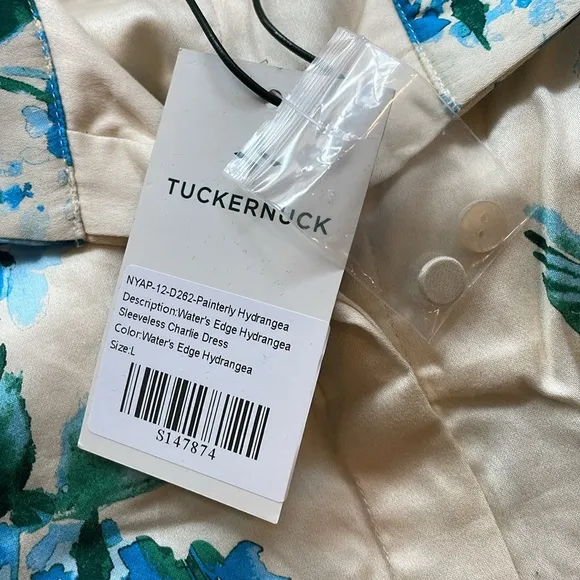 TUCKERNUCK
NYAP-12-D262-Painterly Hydrangea
Description:Water's Edge Hydrangea
Sleeveless Charlie Dress
Color:Water's Edge Hydrangea
Size:L
S147874